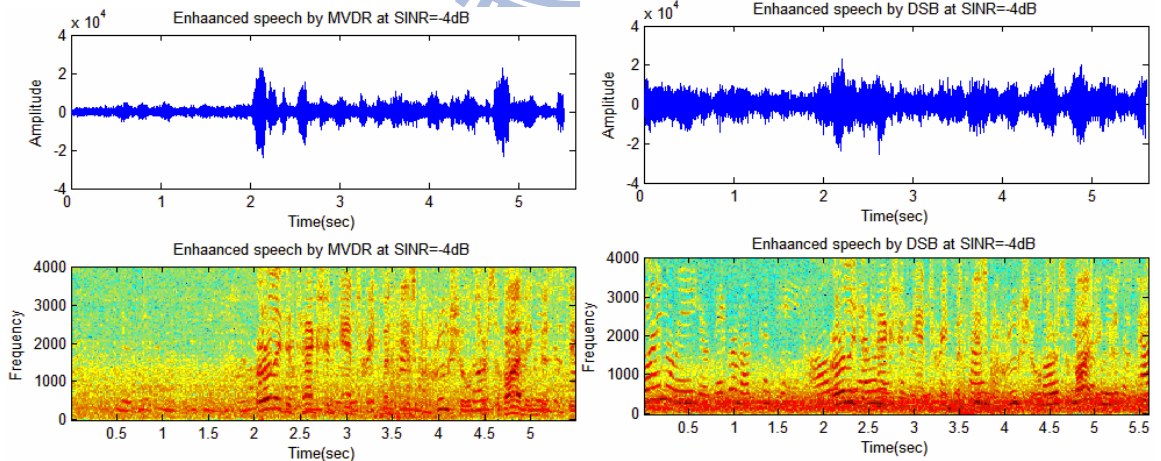 Enhaanced speech by MVDR at SINR=-4dB
x 10^4
4
2
0
-2
-4
Amplitude
0 1 2 3 4 5
Time(sec)
Enhaanced speech by DSB at SINR=-4dB
x 10^4
4
2
0
-2
-4
Amplitude
0 1 2 3 4 5
Time(sec)
Enhaanced speech by MVDR at SINR=-4dB
4000
3000
2000
1000
0
Frequency
0.5 1 1.5 2 2.5 3 3.5 4 4.5 5
Time(sec)
Enhaanced speech by DSB at SINR=-4dB
4000
3000
2000
1000
0
Frequency
0.5 1 1.5 2 2.5 3 3.5 4 4.5 5 5.5
Time(sec)